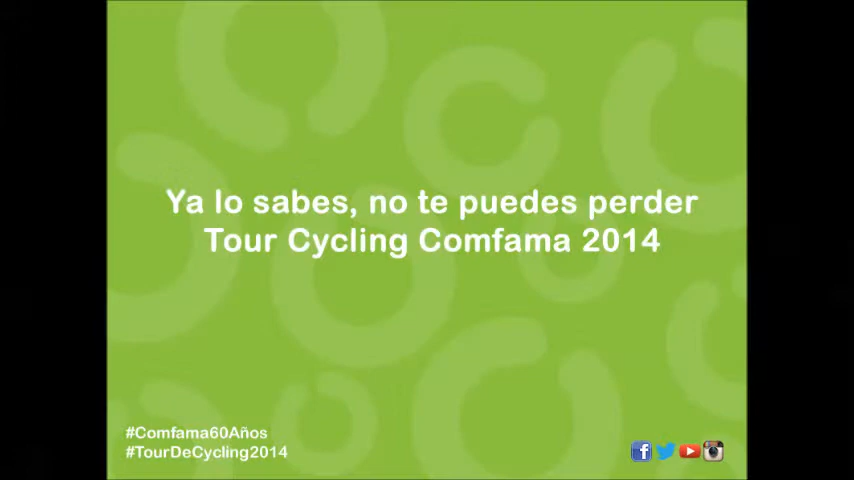 Ya lo sabes, no te puedes perder
Tour Cycling Comfama 2014
#Comfama60Años
#TourDeCycling2014